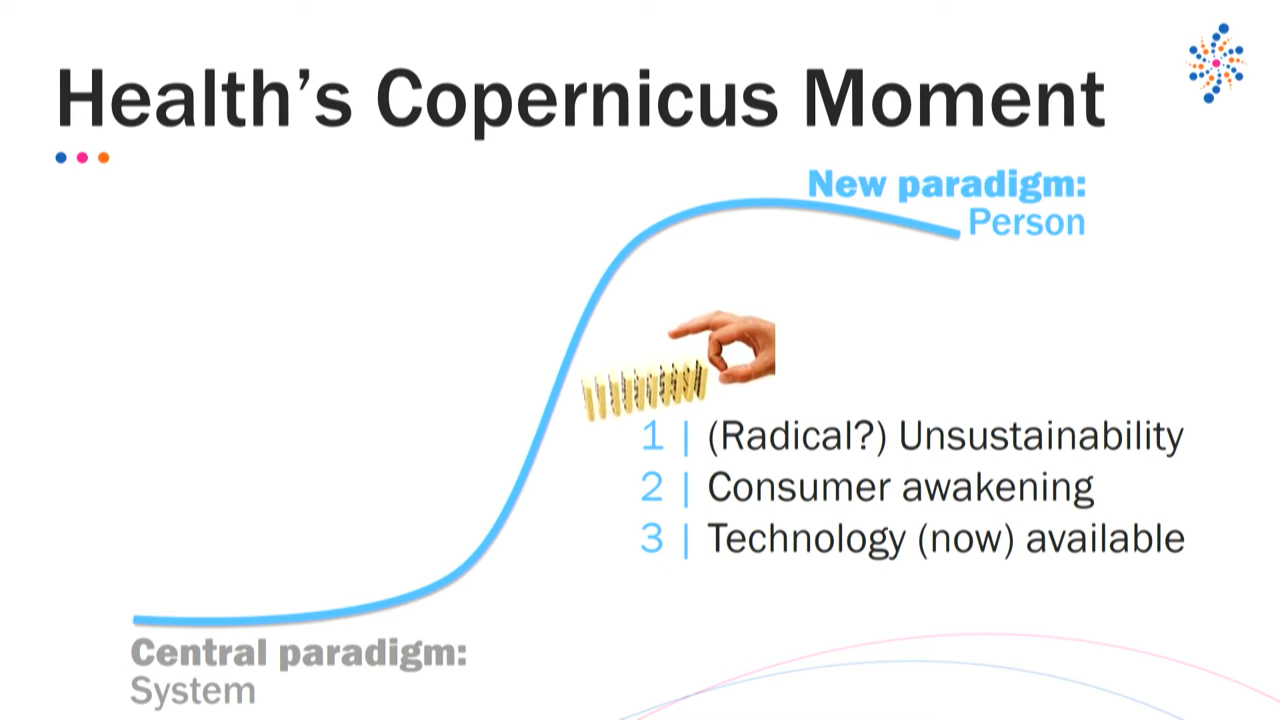 Health's Copernicus Moment
New paradigm:
Person
1 | (Radical?) Unsustainability
2 | Consumer awakening
3 | Technology (now) available
Central paradigm:
System